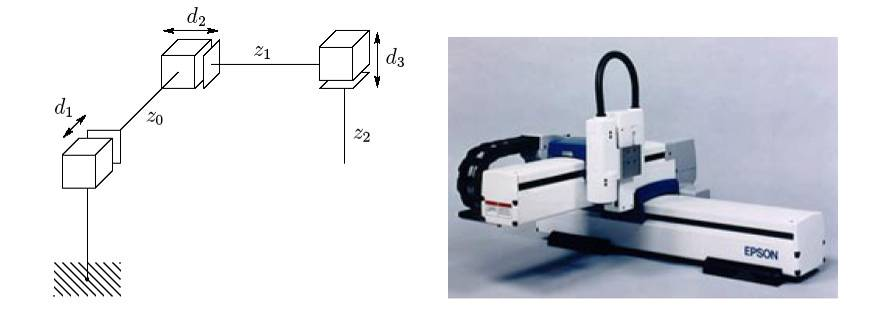 d₂
z₁
d₃
d₁
z₀
z₂
EPSON